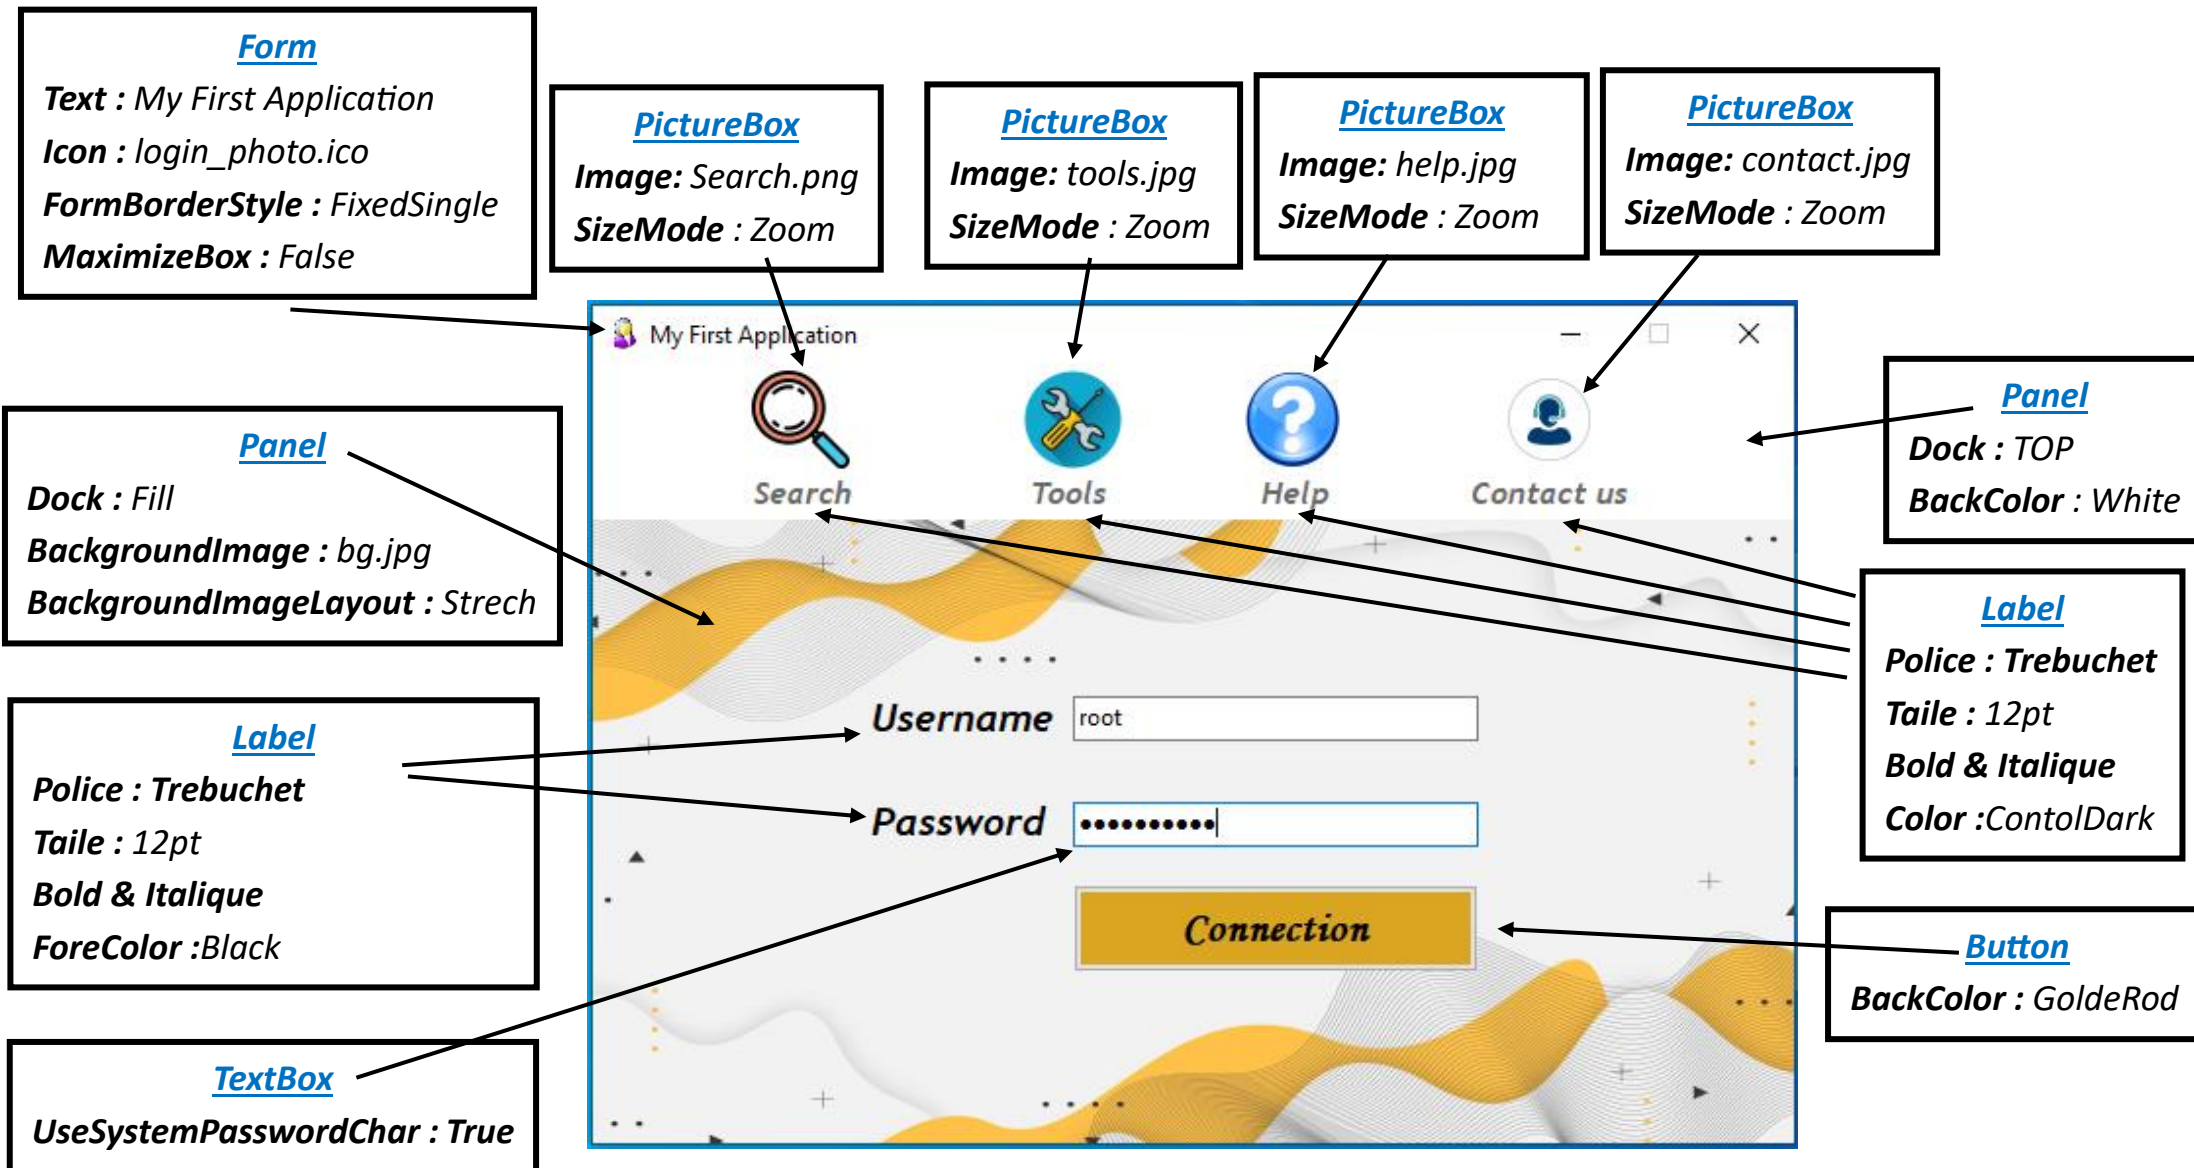 Form
Text : My First Application
Icon : login_photo.ico
FormBorderStyle : FixedSingle
MaximizeBox : False
PictureBox
Image: Search.png
SizeMode : Zoom
PictureBox
Image: tools.jpg
SizeMode : Zoom
PictureBox
Image: help.jpg
SizeMode : Zoom
PictureBox
Image: contact.jpg
SizeMode : Zoom
My First Application
Search
Tools
Help
Contact us
Panel
Dock : TOP
BackColor : White
Panel
Dock : Fill
BackgroundImage : bg.jpg
BackgroundImageLayout : Strech
Label
Police : Trebuchet
Taile : 12pt
Bold & Italique
Color :ContolDark
Username
root
Password
••••••••••
Connection
Label
Police : Trebuchet
Taile : 12pt
Bold & Italique
ForeColor :Black
Button
BackColor : GoldeRod
TextBox
UseSystemPasswordChar : True